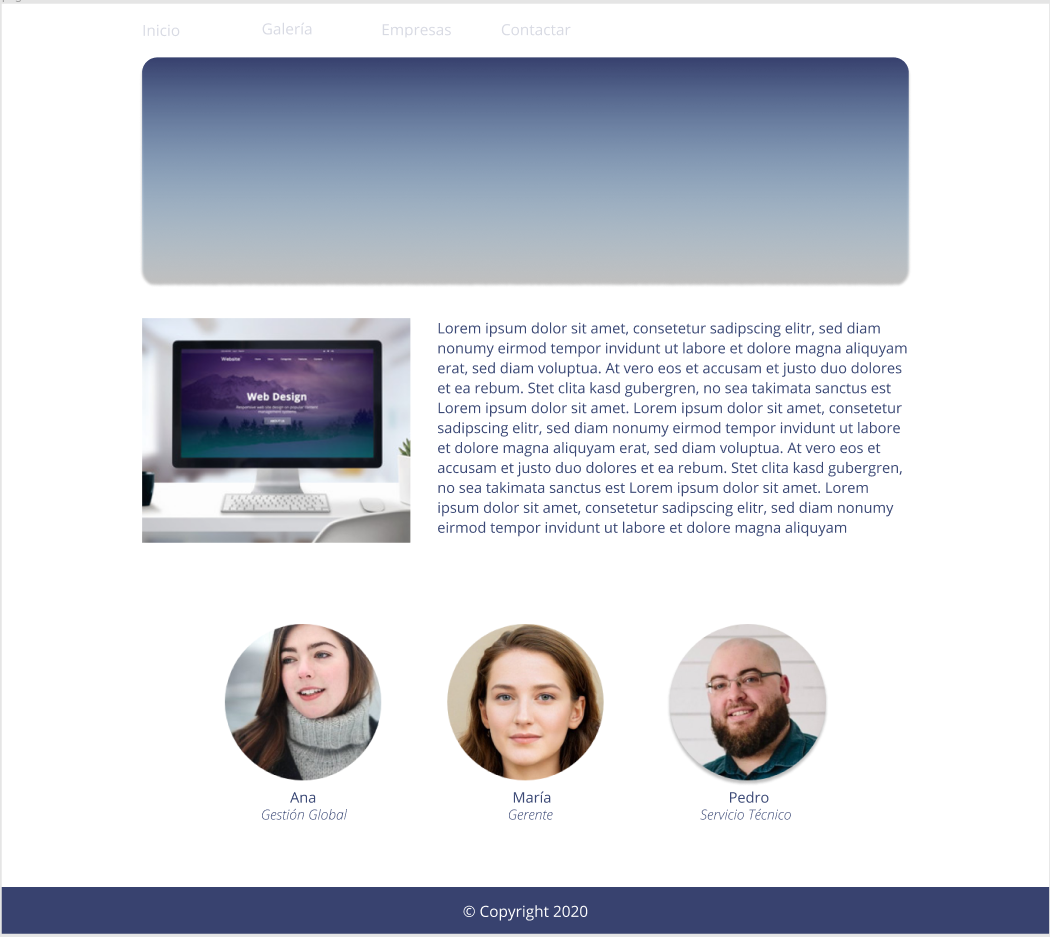 Inicio Galería Empresas Contactar
Lorem ipsum dolor sit amet, consetetur sadipscing elitr, sed diam
nonumy eirmod tempor invidunt ut labore et dolore magna aliquyam
erat, sed diam voluptua. At vero eos et accusam et justo duo dolores
et ea rebum. Stet clita kasd gubergren, no sea takimata sanctus est
Lorem ipsum dolor sit amet. Lorem ipsum dolor sit amet, consetetur
sadipscing elitr, sed diam nonumy eirmod tempor invidunt ut labore
et dolore magna aliquyam erat, sed diam voluptua. At vero eos et
accusam et justo duo dolores et ea rebum. Stet clita kasd gubergren,
no sea takimata sanctus est Lorem ipsum dolor sit amet. Lorem
ipsum dolor sit amet, consetetur sadipscing elitr, sed diam nonumy
eirmod tempor invidunt ut labore et dolore magna aliquyam
Website
Web Design
Ana
Gestión Global
María
Gerente
Pedro
Servicio Técnico
© Copyright 2020